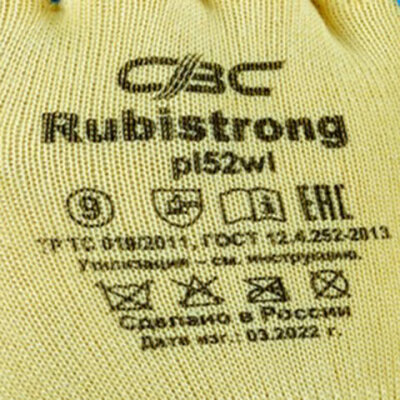 СВС
Rubistrong
pl52wl
9 EAC
ТР ТС 019/2011, ГОСТ 12.4.252-2013
Утилизация – см. инструкцию.
Сделано в России
Дата изг.: 03.2022 г.